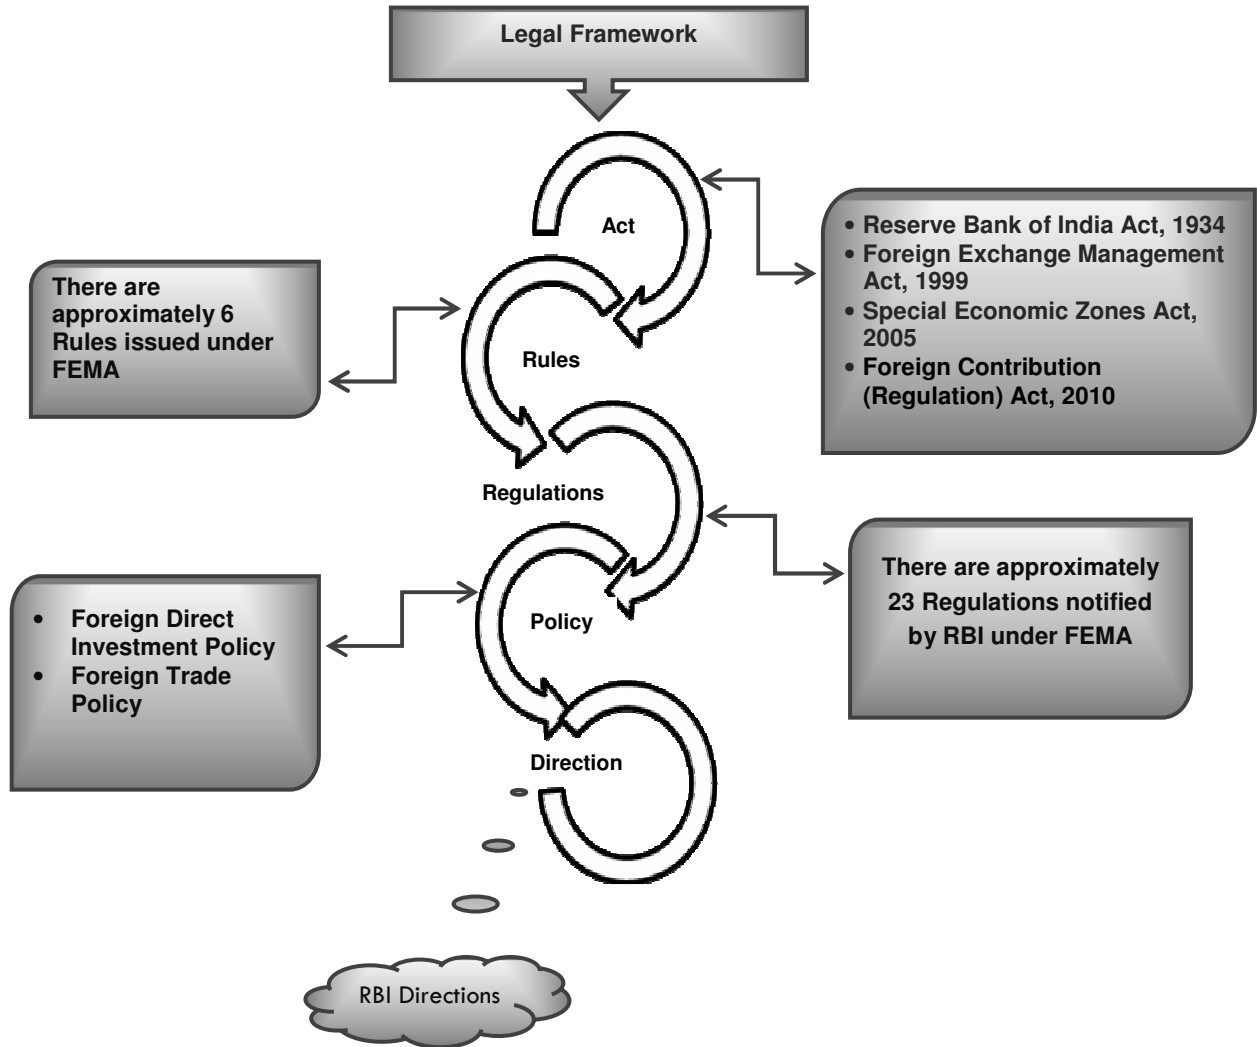 Legal Framework
Act
• Reserve Bank of India Act, 1934
• Foreign Exchange Management
Act, 1999
• Special Economic Zones Act,
2005
• Foreign Contribution
(Regulation) Act, 2010
There are
approximately 6
Rules issued under
FEMA
Rules
Regulations
There are approximately
23 Regulations notified
by RBI under FEMA
• Foreign Direct
Investment Policy
• Foreign Trade
Policy
Policy
Direction
RBI Directions